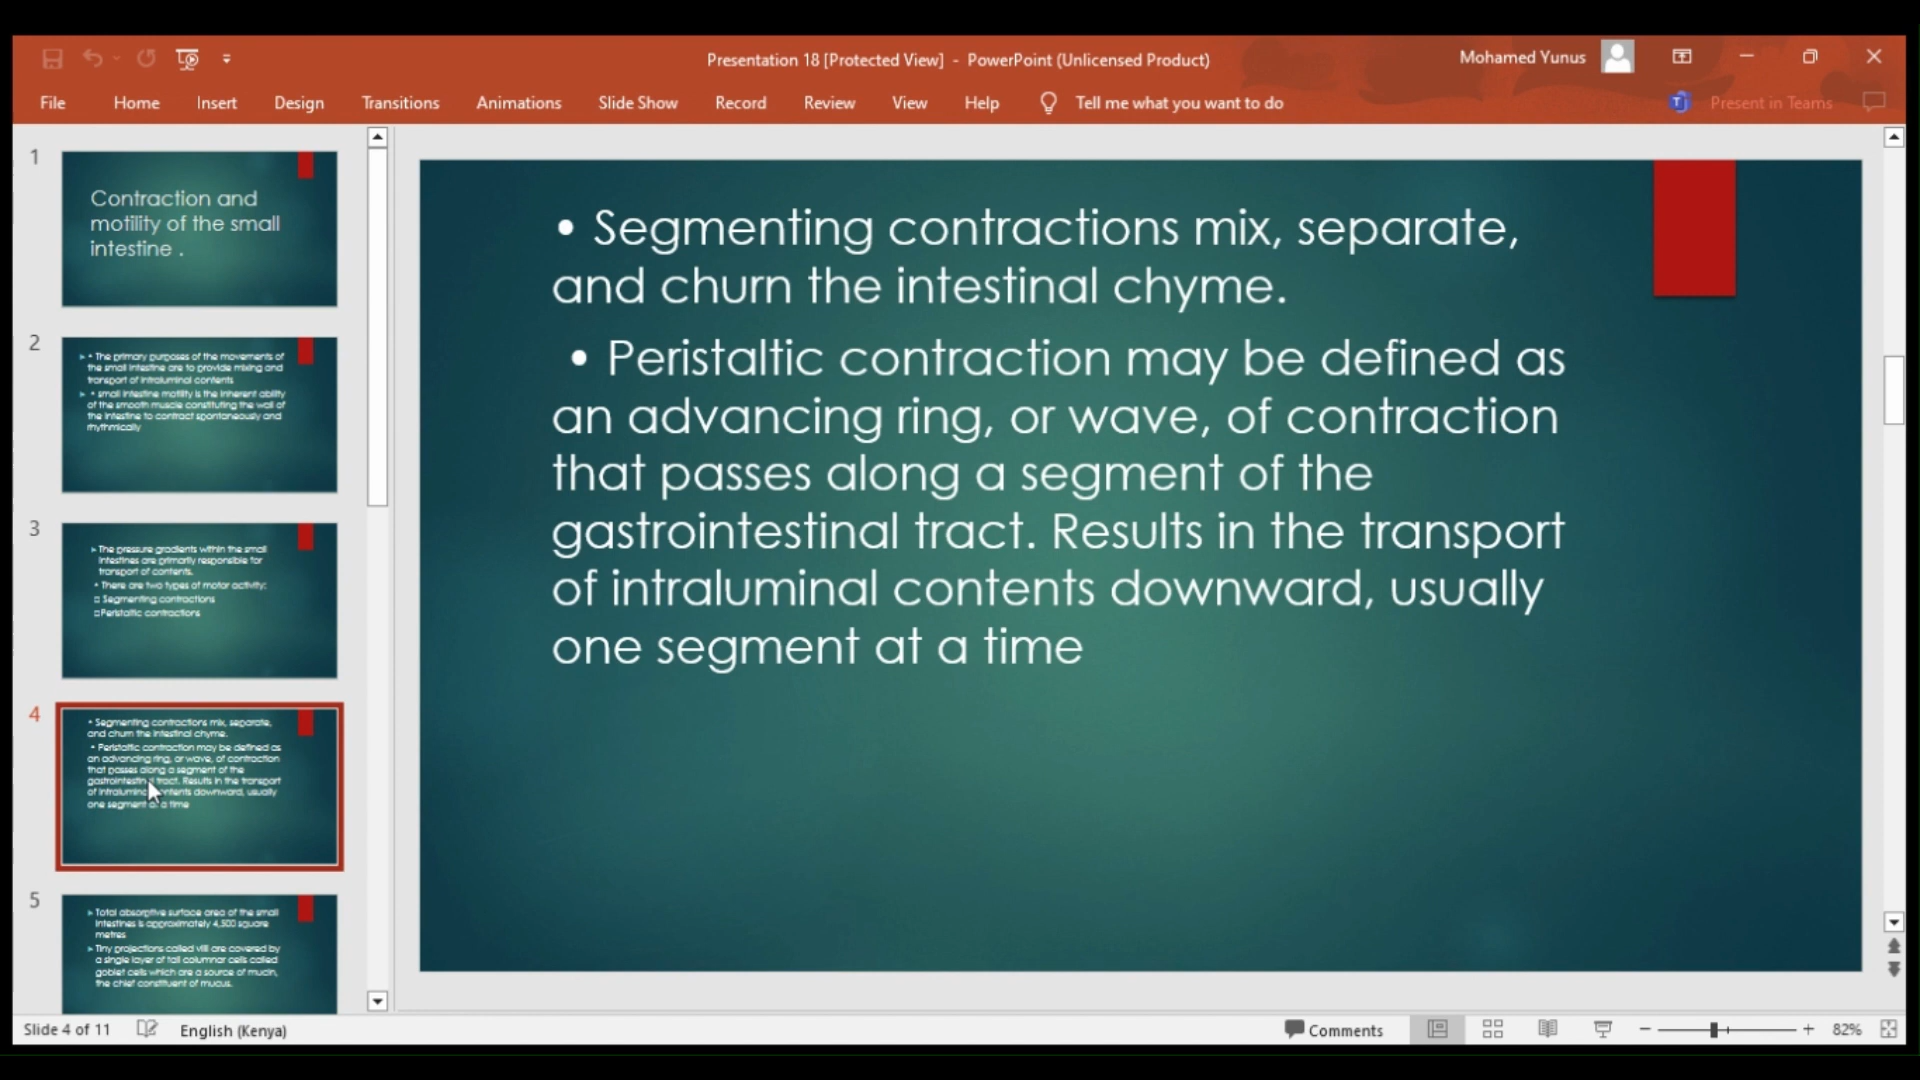 Presentation 18 [Protected View] - PowerPoint (Unlicensed Product)
Mohamed Yunus
File Home Insert Design Transitions Animations Slide Show Record Review View Help Tell me what you want to do
Present in Teams
1
Contraction and
motility of the small
intestine .
2
• The primary purposes of the movements of
the small intestine are to provide mixing and
transport of intraluminal contents
• small intestine motility is the inherent ability
of the smooth muscle constituting the wall of
the intestine to contract spontaneously and
rhythmically
3
The pressure gradients within the small
intestines are primarily responsible for
transport of contents.
• There are two types of motor activity:
Segmenting contractions
Peristaltic contractions
4
• Segmenting contractions mix, separate,
and churn the intestinal chyme.
• Peristaltic contraction may be defined as
an advancing ring, or wave, of contraction
that passes along a segment of the
gastrointestinal tract. Results in the transport
of intraluminal contents downward, usually
one segment at a time
5
Total absorptive surface area of the small
intestines is approximately 4,500 square
metres
Tiny projections called villi are covered by
a single layer of tall columnar cells called
goblet cells which are a source of mucin,
the chief constituent of mucus.
• Segmenting contractions mix, separate,
and churn the intestinal chyme.
• Peristaltic contraction may be defined as
an advancing ring, or wave, of contraction
that passes along a segment of the
gastrointestinal tract. Results in the transport
of intraluminal contents downward, usually
one segment at a time
Slide 4 of 11 English (Kenya)
Comments
82%